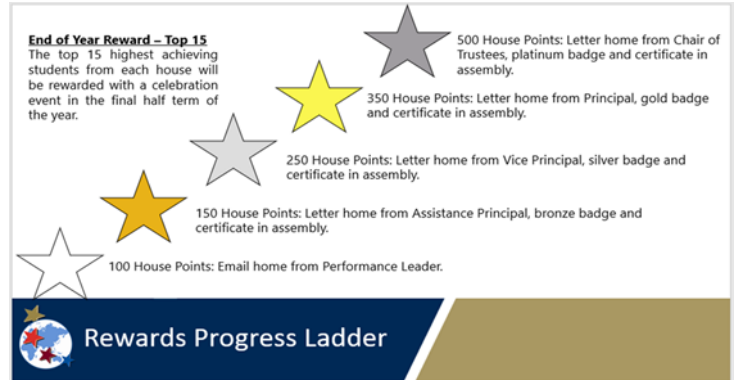 End of Year Reward – Top 15
The top 15 highest achieving
students from each house will
be rewarded with a celebration
event in the final half term of
the year.
500 House Points: Letter home from Chair of
Trustees, platinum badge and certificate in
assembly.
350 House Points: Letter home from Principal, gold badge
and certificate in assembly.
250 House Points: Letter home from Vice Principal, silver badge and
certificate in assembly.
150 House Points: Letter home from Assistance Principal, bronze badge and
certificate in assembly.
100 House Points: Email home from Performance Leader.
Rewards Progress Ladder